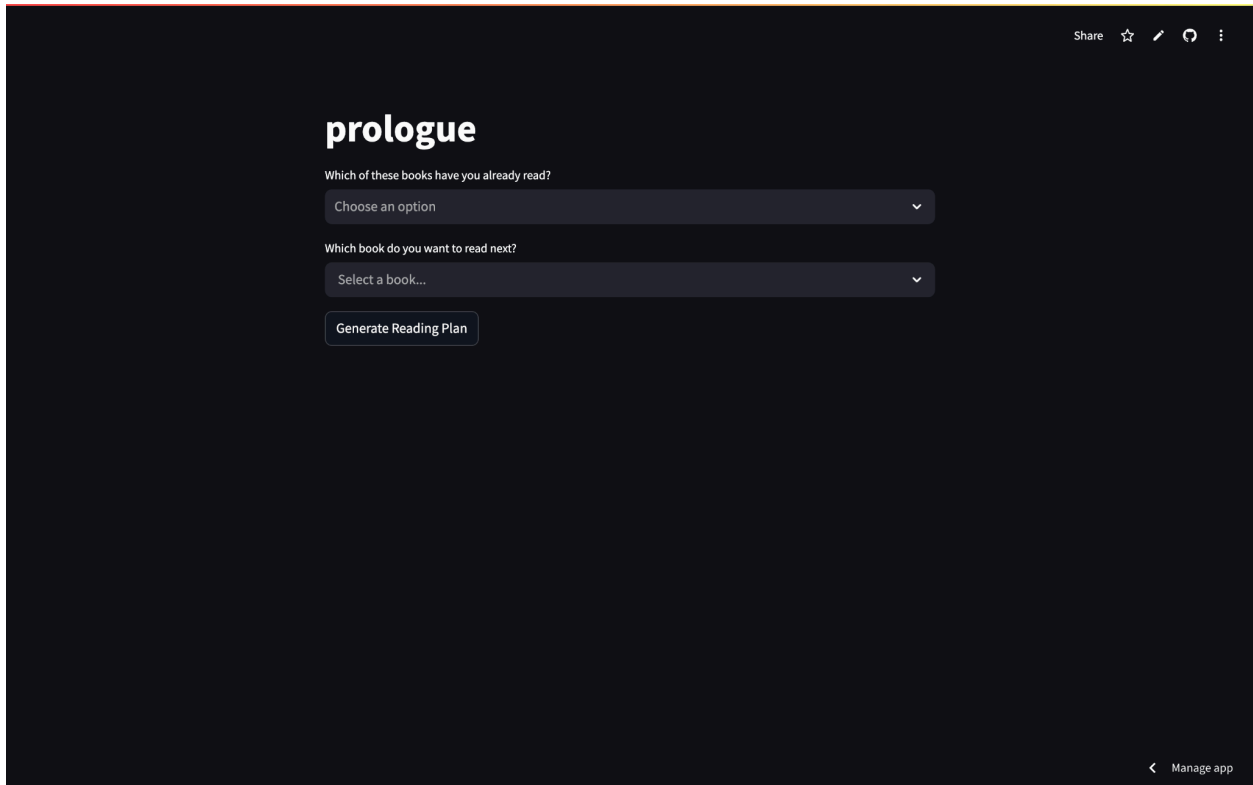 Share
prologue
Which of these books have you already read?
Choose an option
Which book do you want to read next?
Select a book...
Generate Reading Plan
Manage app